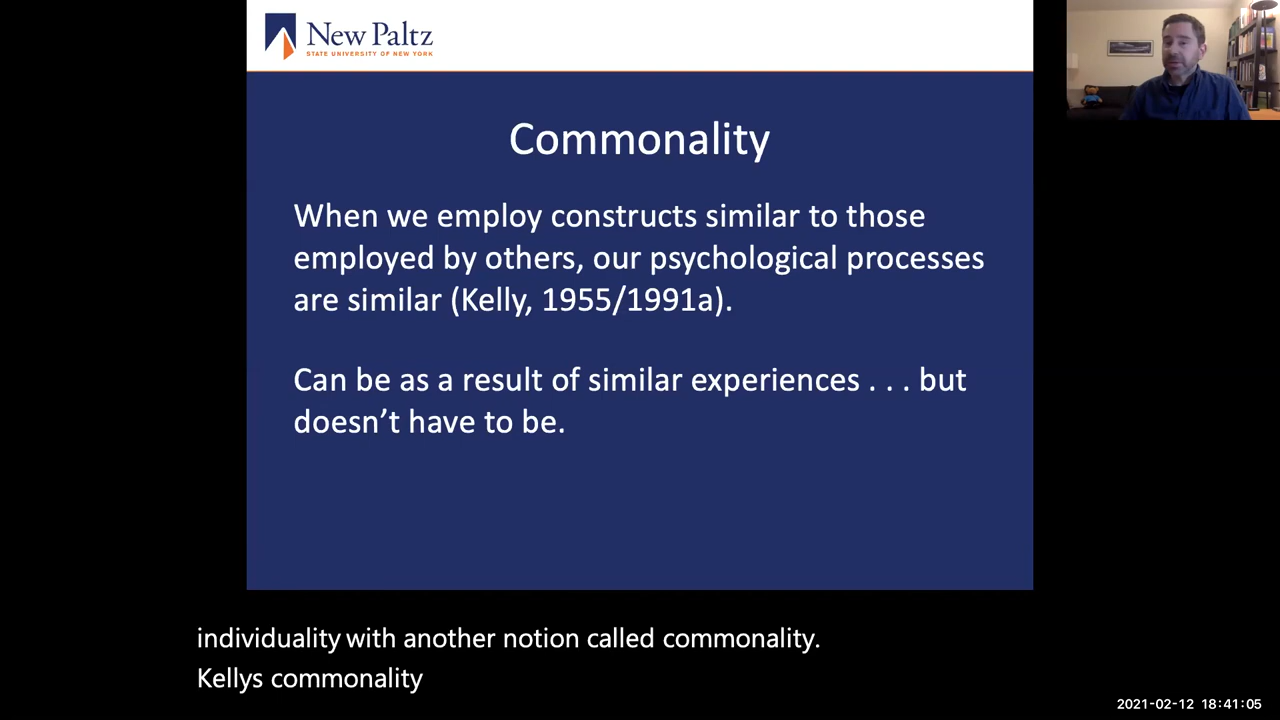 New Paltz
STATE UNIVERSITY OF NEW YORK
Commonality
When we employ constructs similar to those
employed by others, our psychological processes
are similar (Kelly, 1955/1991a).
Can be as a result of similar experiences . . . but
doesn’t have to be.
individuality with another notion called commonality.
Kellys commonality
2021-02-12 18:41:05